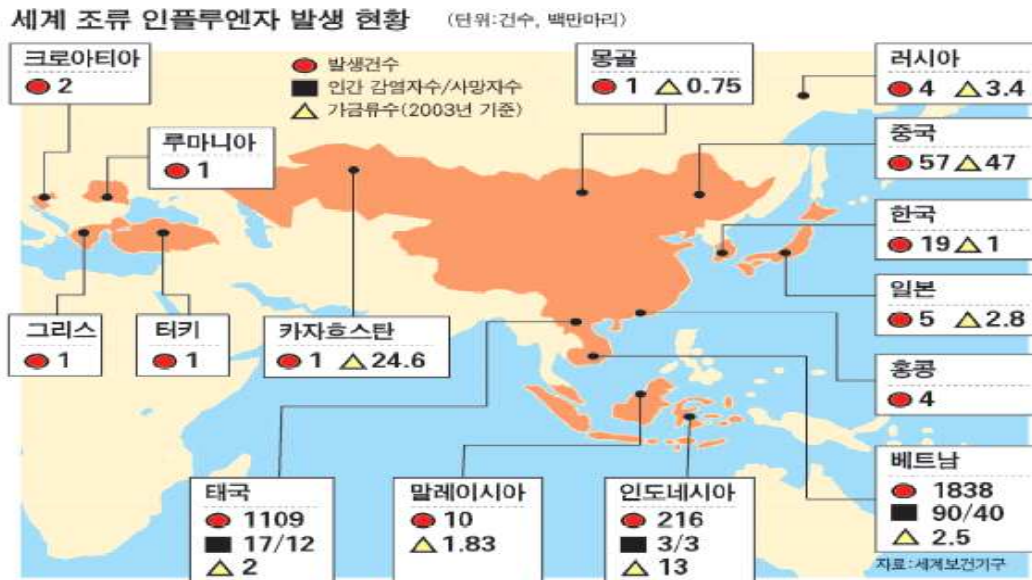 세계 조류 인플루엔자 발생 현황 (단위:건수, 백만마리)
크로아티아
2
발생건수
인간 감염자수/사망자수
가금류수(2003년 기준)
몽골
1 0.75
러시아
4 3.4
루마니아
1
중국
57 47
한국
19 1
일본
5 2.8
그리스
1
터키
1
카자흐스탄
1 24.6
홍콩
4
태국
1109
17/12
2
말레이시아
10
1.83
인도네시아
216
3/3
13
베트남
1838
90/40
2.5
자료:세계보건기구